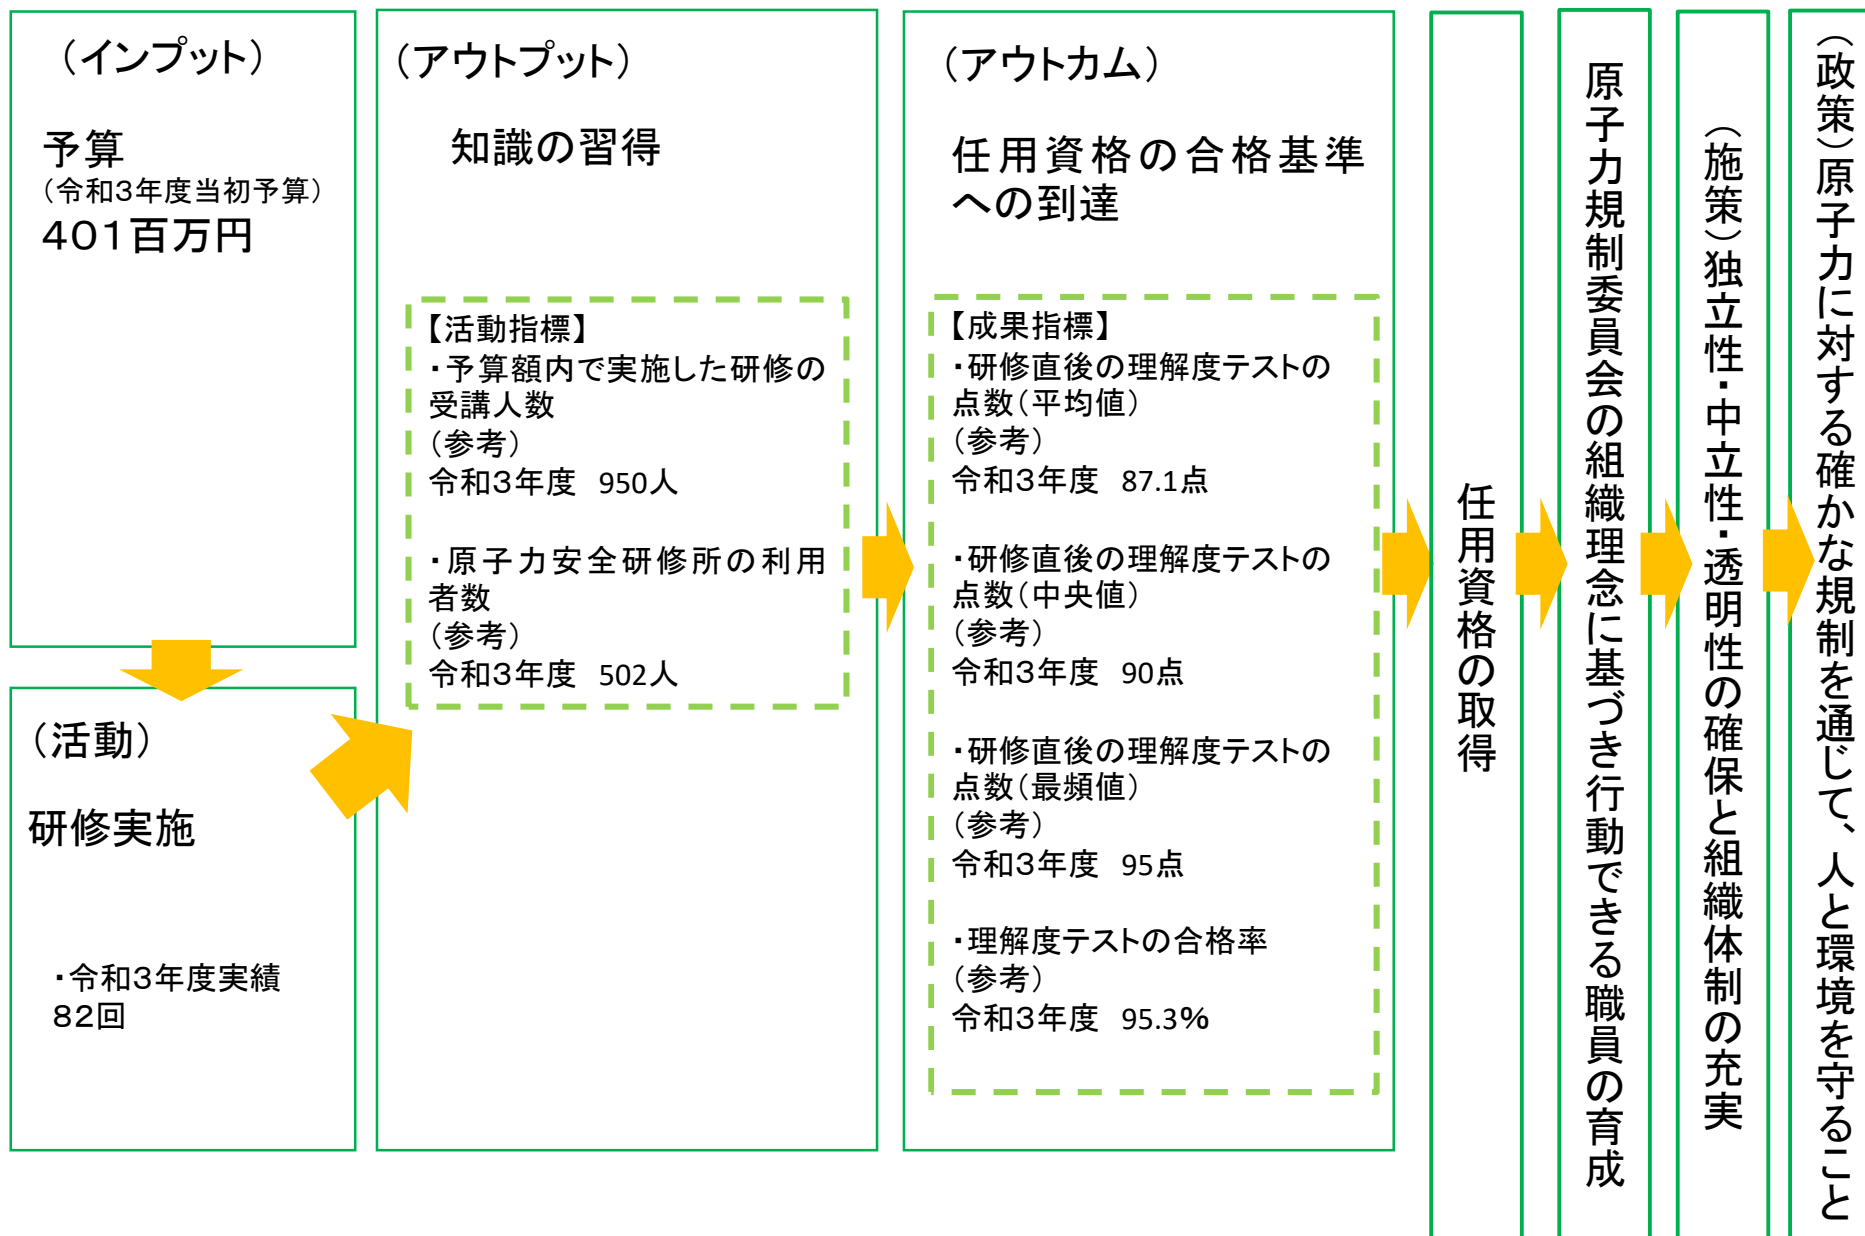 （インプット）
予算
（令和３年度当初予算）
４０１百万円
（活動）
研修実施
・令和３年度実績
８２回
（アウトプット）
知識の習得
【活動指標】
・予算額内で実施した研修の
受講人数
（参考）
令和３年度 950人
・原子力安全研修所の利用
者数
（参考）
令和３年度 502人
（アウトカム）
任用資格の合格基準
への到達
【成果指標】
・研修直後の理解度テストの
点数（平均値）
（参考）
令和３年度 87.1点
・研修直後の理解度テストの
点数（中央値）
（参考）
令和３年度 90点
・研修直後の理解度テストの
点数（最頻値）
（参考）
令和３年度 95点
・理解度テストの合格率
（参考）
令和３年度 95.3％
任用資格の取得
原子力規制委員会の組織理念に基づき行動できる職員の育成
（施策）独立性・中立性・透明性の確保と組織体制の充実
（政策）原子力に対する確かな規制を通じて、人と環境を守ること